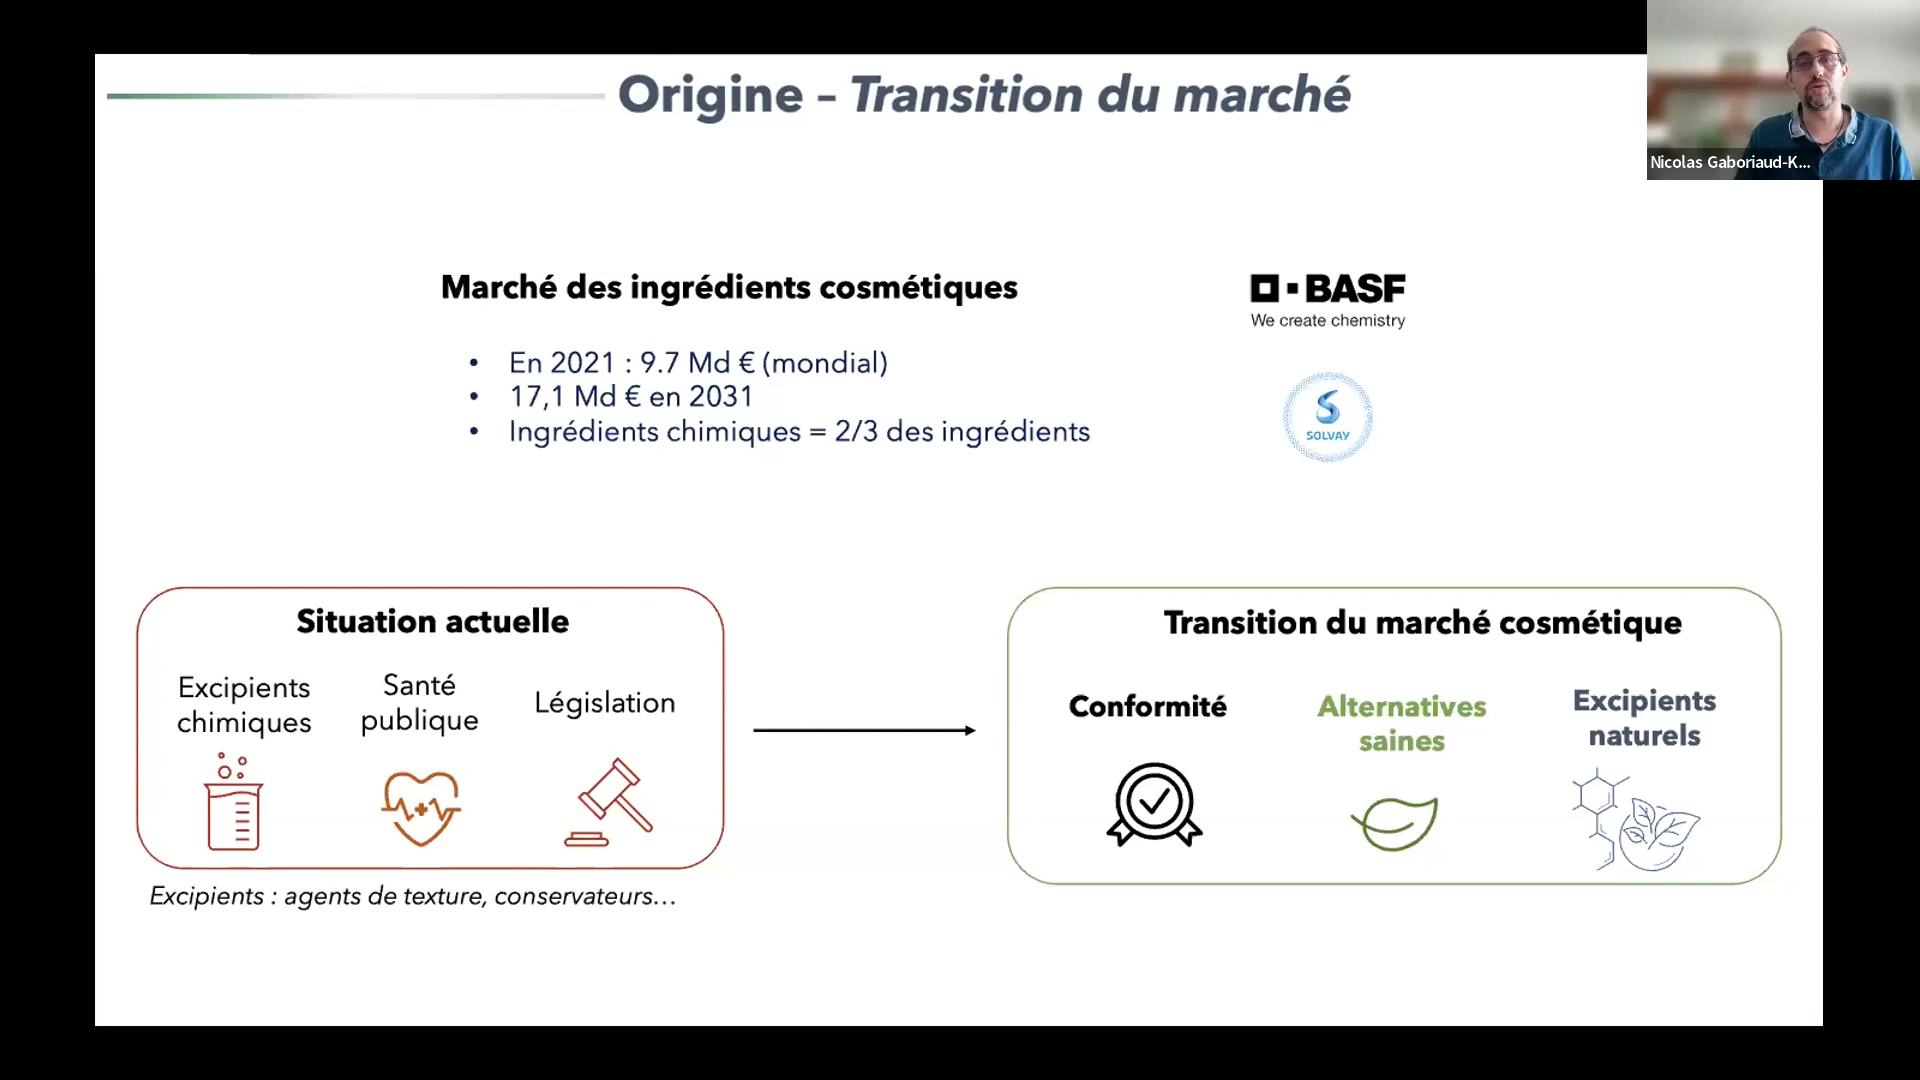 Origine – Transition du marché
Nicolas Gaboriaud-K...
Marché des ingrédients cosmétiques
BASF
We create chemistry
• En 2021 : 9.7 Md € (mondial)
• 17,1 Md € en 2031
• Ingrédients chimiques = 2/3 des ingrédients
SOLVAY
Situation actuelle
Excipients
chimiques
Santé
publique
Législation
Transition du marché cosmétique
Conformité
Alternatives
saines
Excipients
naturels
Excipients : agents de texture, conservateurs…